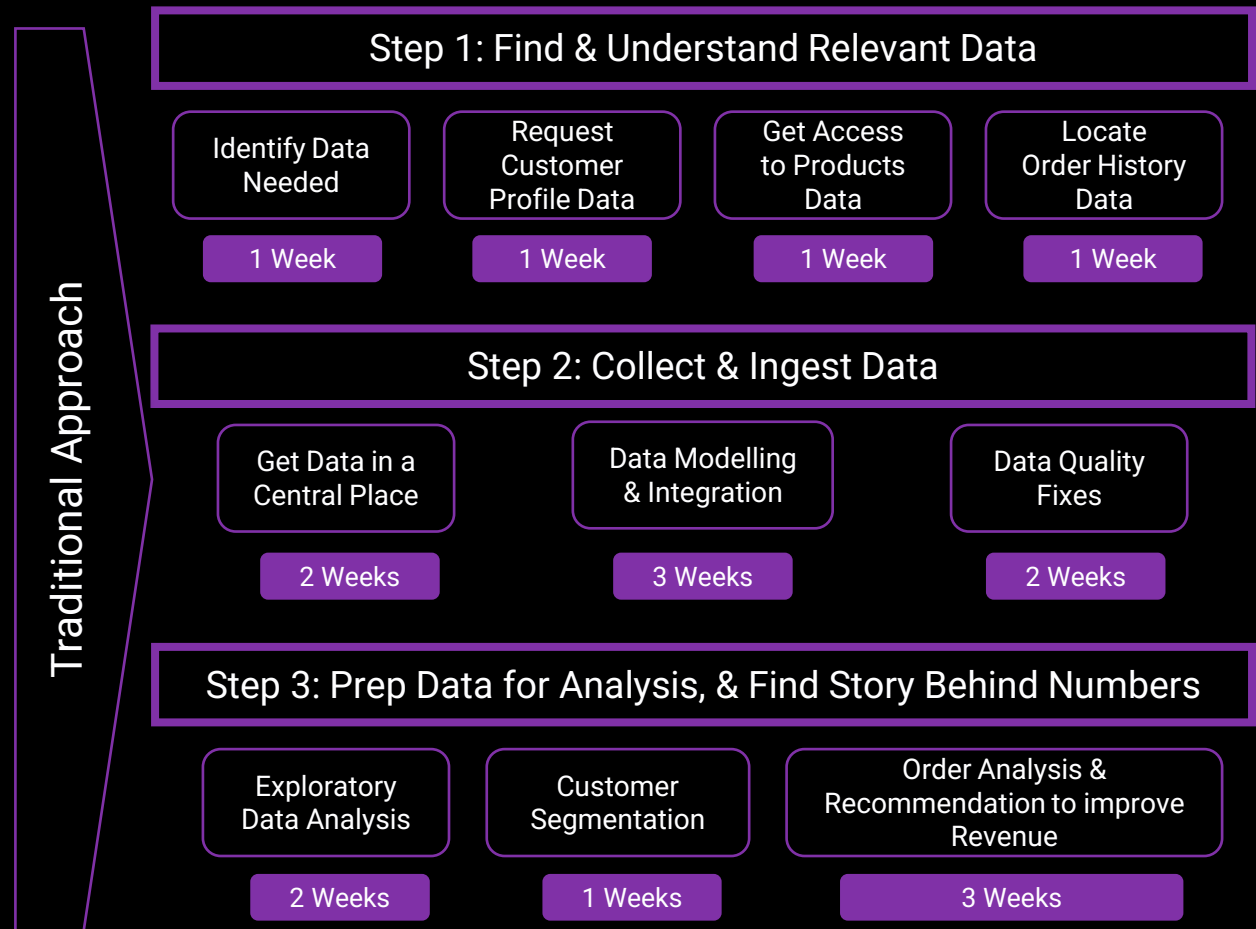 Traditional Approach
Step 1: Find & Understand Relevant Data
Identify Data
Needed
1 Week
Request
Customer
Profile Data
1 Week
Get Access
to Products
Data
1 Week
Locate
Order History
Data
1 Week
Step 2: Collect & Ingest Data
Get Data in a
Central Place
2 Weeks
Data Modelling
& Integration
3 Weeks
Data Quality
Fixes
2 Weeks
Step 3: Prep Data for Analysis, & Find Story Behind Numbers
Exploratory
Data Analysis
2 Weeks
Customer
Segmentation
1 Weeks
Order Analysis &
Recommendation to improve
Revenue
3 Weeks